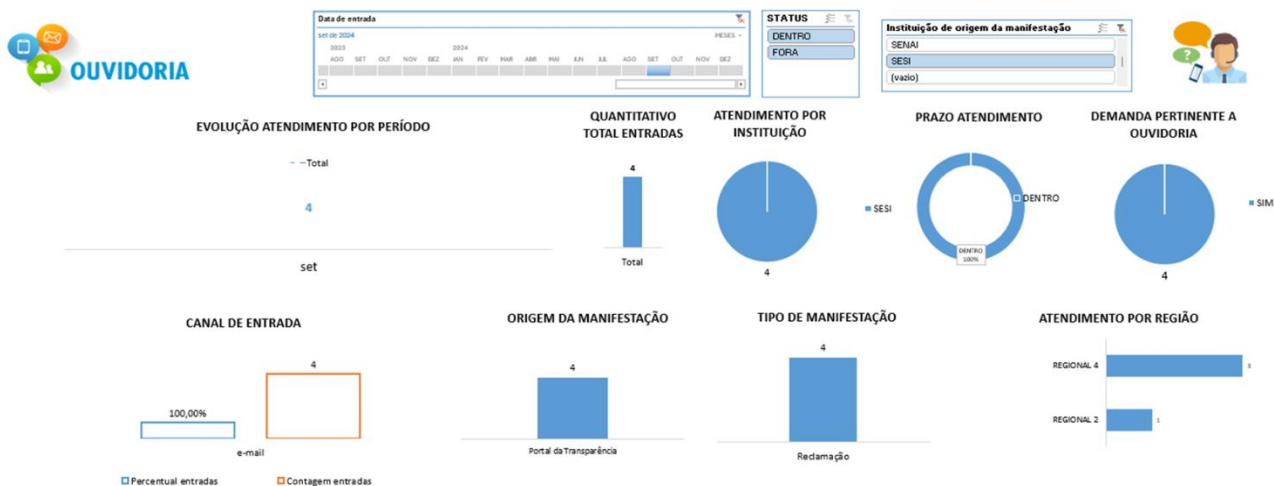 OUVIDORIA
Data de entrada
set de 2024
MESES
2023
2024
AGO SET OUT NOV DEZ JAN FEV MAR ABR MAI JUN JUL AGO SET OUT NOV DEZ
STATUS
DENTRO
FORA
Instituição de origem da manifestação
SENAI
SESI
(vazio)
?
EVOLUÇÃO ATENDIMENTO POR PERÍODO
Total
4
set
QUANTITATIVO
TOTAL ENTRADAS
4
Total
ATENDIMENTO POR
INSTITUIÇÃO
SESI
4
PRAZO ATENDIMENTO
DENTRO
DENTRO
100%
DEMANDA PERTINENTE A
OUVIDORIA
SIM
4
CANAL DE ENTRADA
4
100,00%
e-mail
Percentual entradas
Contagem entradas
ORIGEM DA MANIFESTAÇÃO
4
Portal da Transparência
TIPO DE MANIFESTAÇÃO
4
Reclamação
ATENDIMENTO POR REGIÃO
REGIONAL 4
3
REGIONAL 2
1